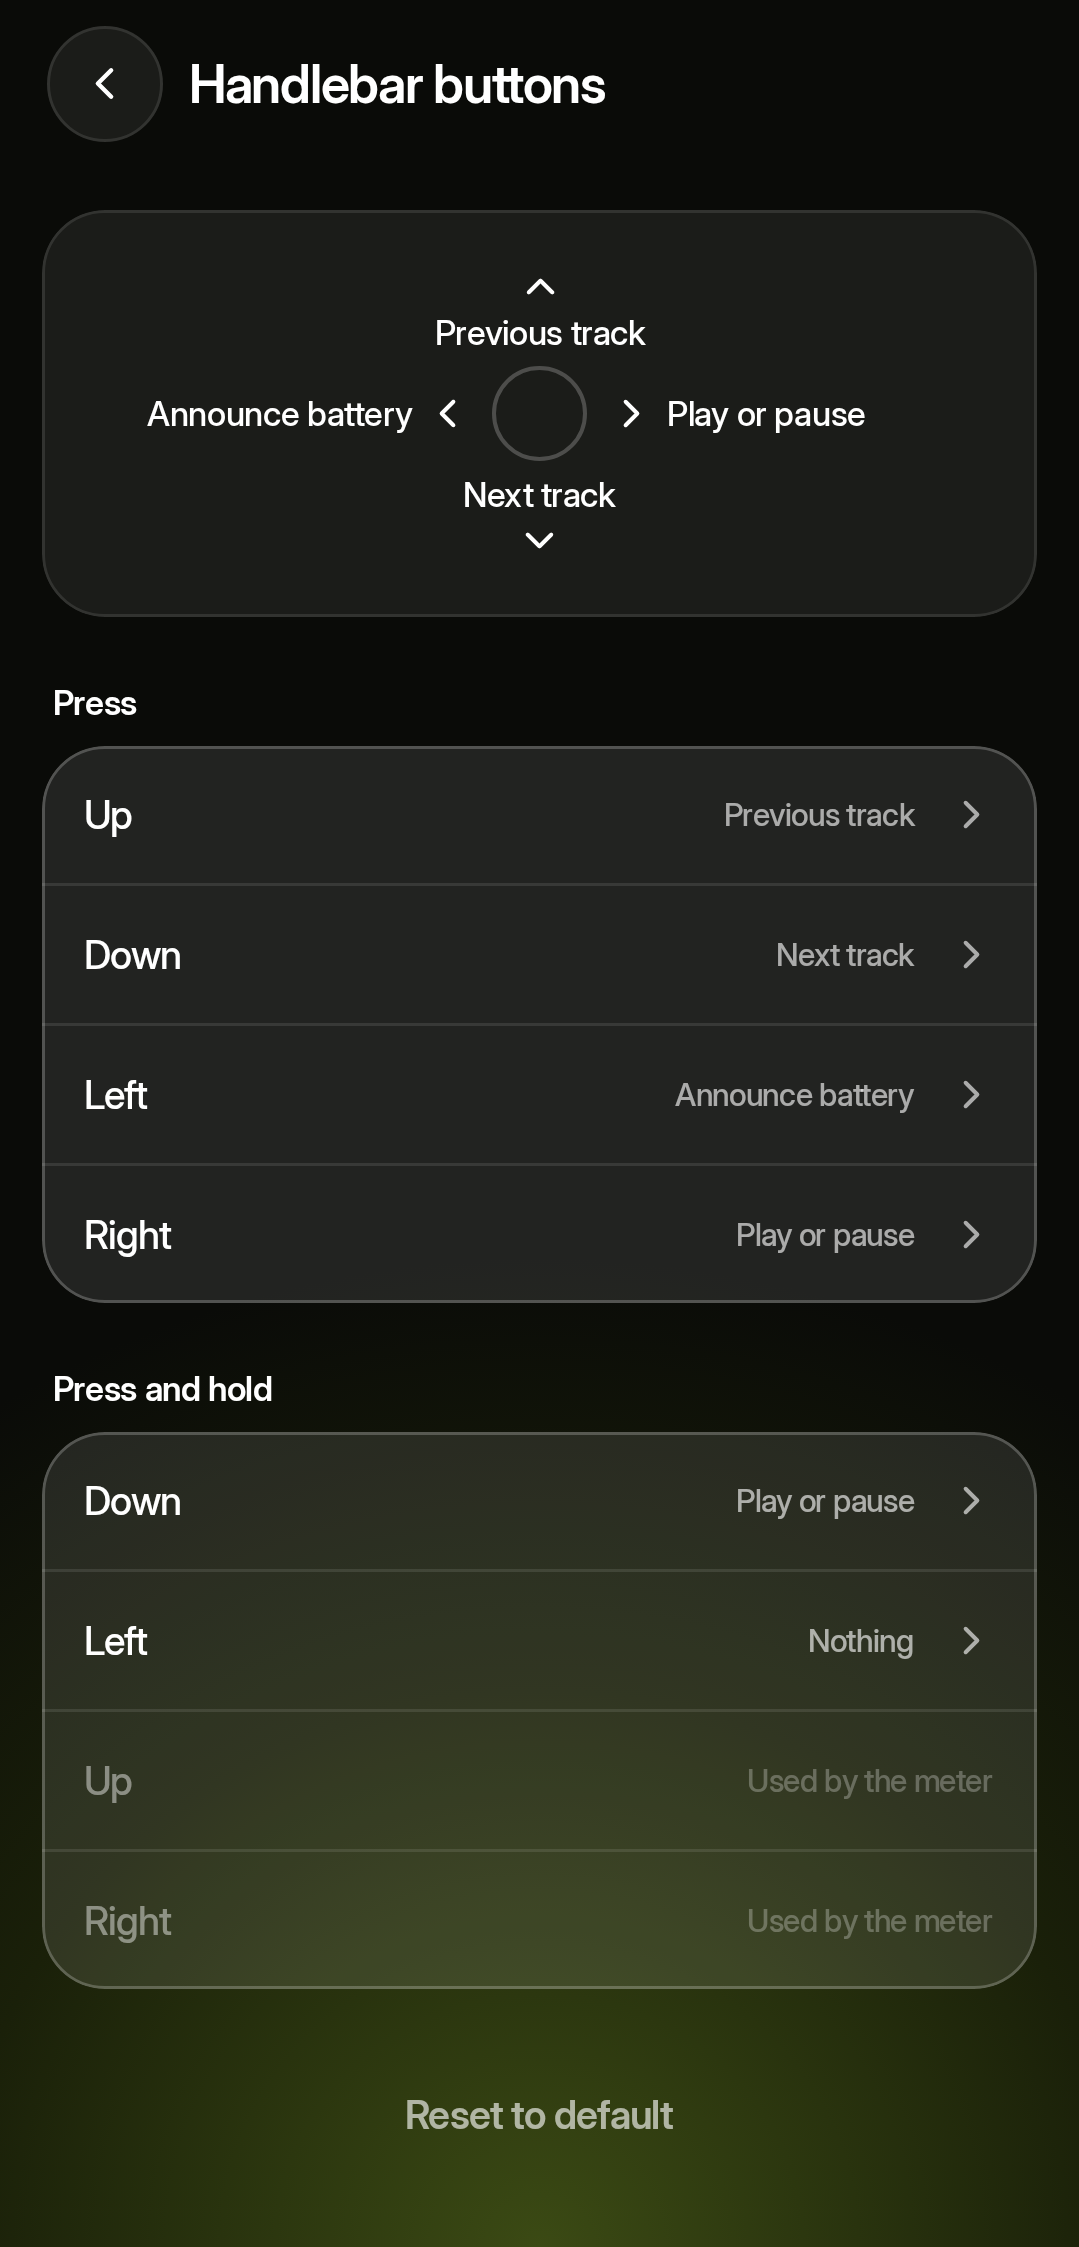 Handlebar buttons
Previous track
Announce battery
Play or pause
Next track
Press
Up
Previous track
Down
Next track
Left
Announce battery
Right
Play or pause
Press and hold
Down
Play or pause
Left
Nothing
Up
Used by the meter
Right
Used by the meter
Reset to default